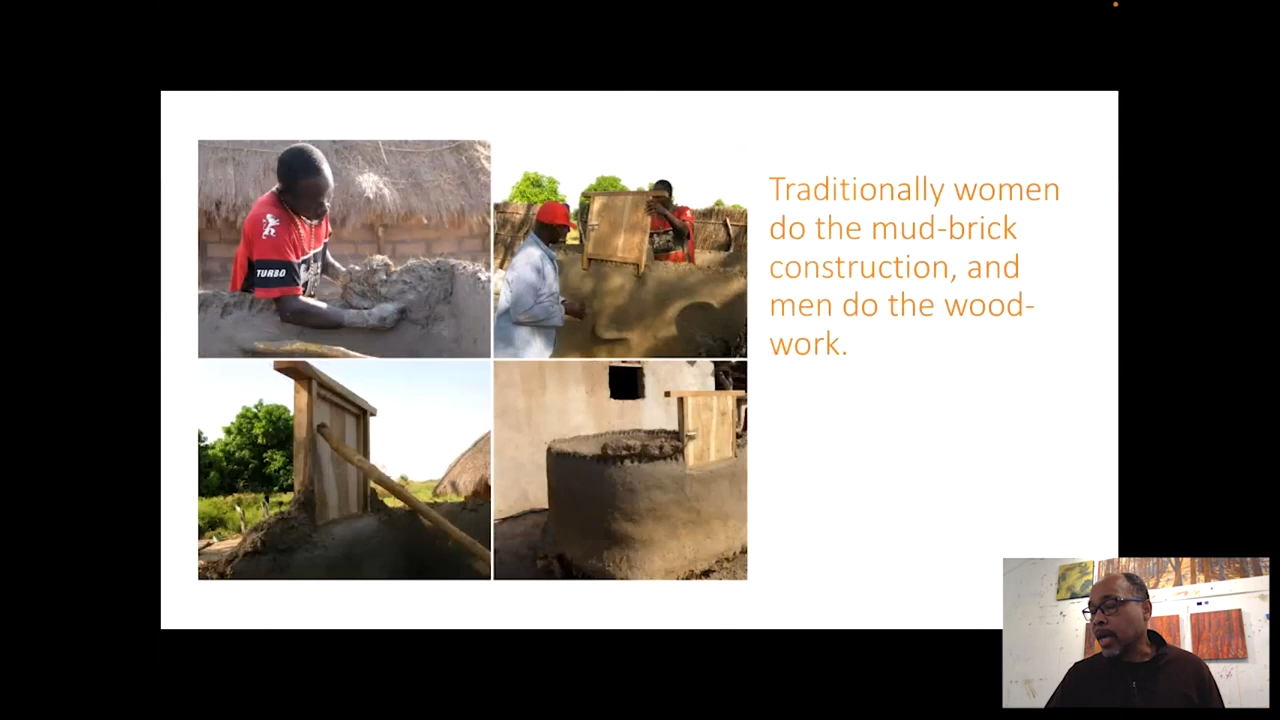 Traditionally women
do the mud-brick
construction, and
men do the wood-
work.
TURBO